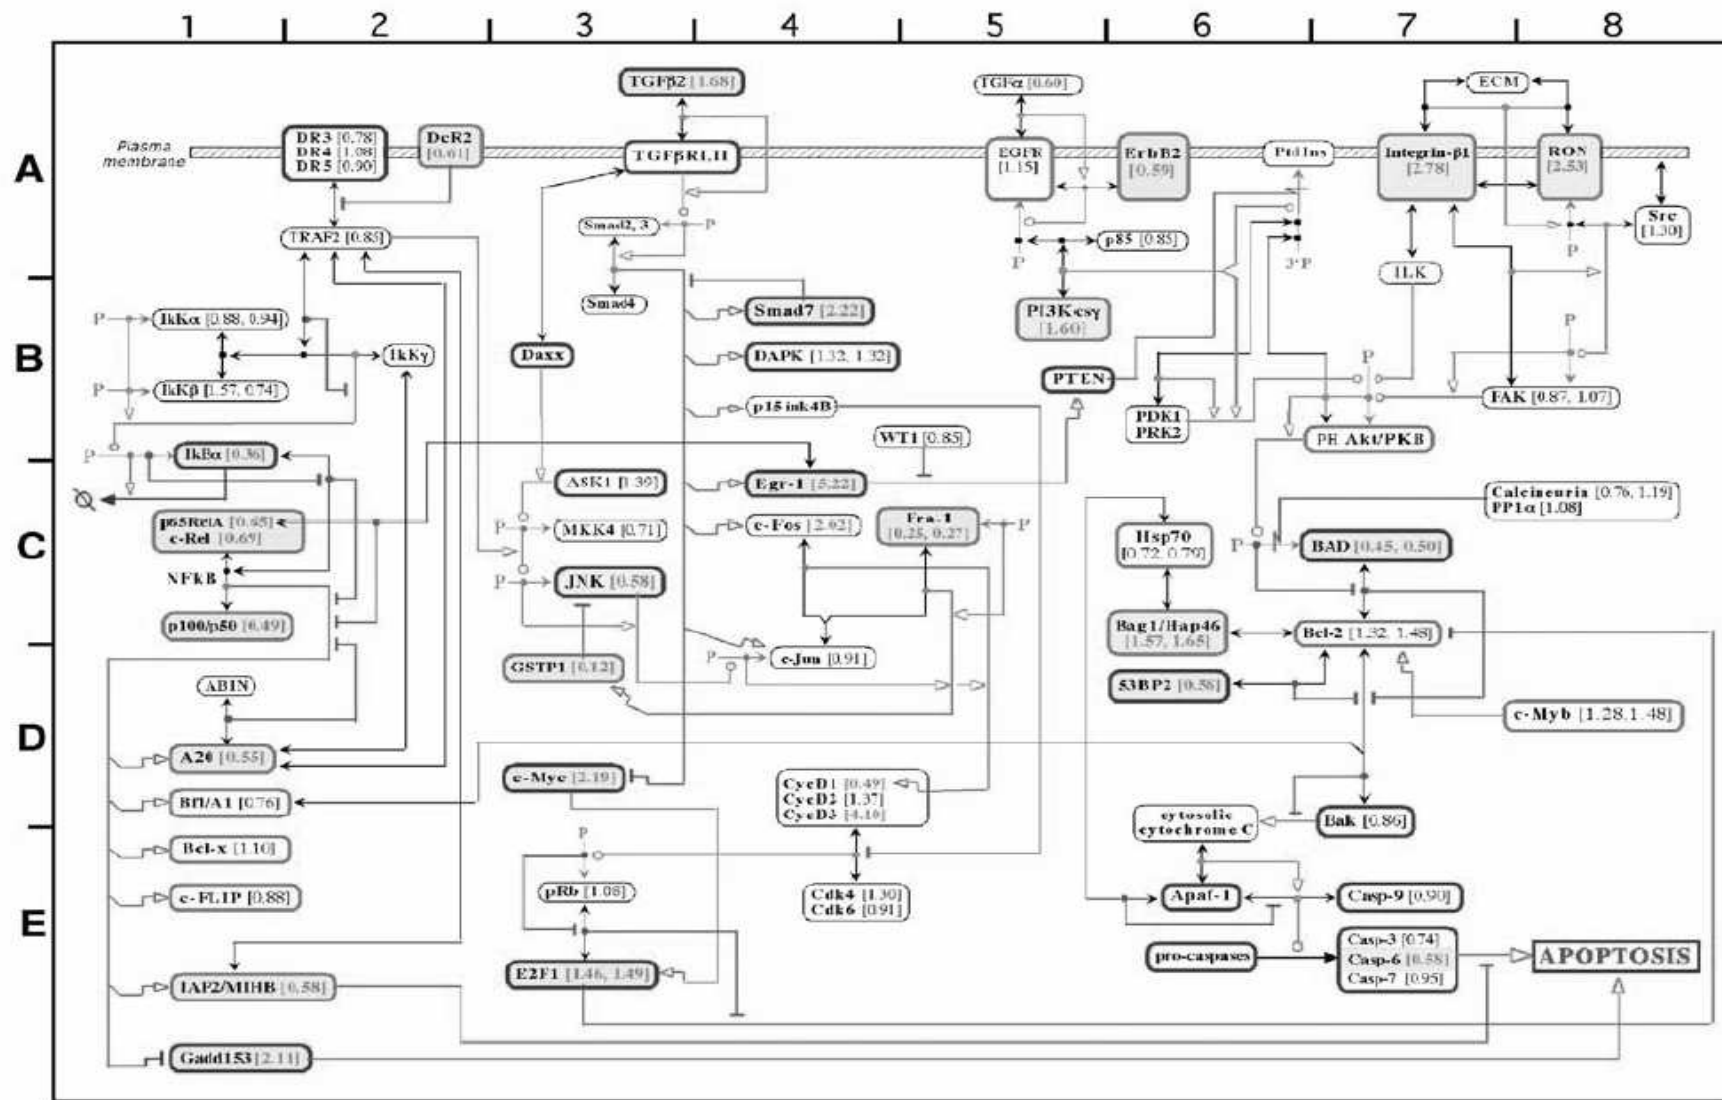 1 2 3 4 5 6 7 8
A
B
C
D
E
Plasma
membrane
DR3 [0.78]
DR4 [1.08]
DR5 [0.90]
DcR2
[0.61]
TGFβ2 [1.68]
TGFβRI,II
TGFα [0.60]
EGFR
[1.15]
ErbB2
[0.59]
PtdIns
ECM
Integrin-β1
[2.78]
RON
[2.53]
Src
[1.30]
TRAF2 [0.85]
Smad2, 3
P
p85 [0.85]
P
3'P
P
ILK
Smad4
Smad7 [2.22]
PI3Kcsγ
[1.60]
P
IkKα [0.88, 0.94]
IkKγ
P
IkKβ [1.57, 0.74]
Daxx
DAPK [1.32, 1.32]
PTEN
P
P
p15ink4B
PDK1
PRK2
FAK [0.87, 1.07]
WT1 [0.85]
PH Akt/PKB
P
IkBα [0.36]
Ø
ASK1 [1.39]
Egr-1 [5.22]
Calcineuria [0.76, 1.19]
PP1α [1.08]
p65RelA [0.65]
c-Rel [0.69]
P
MKK4 [0.71]
c-Fos [2.02]
Fra-1
[0.25, 0.27]
P
Hsp70
[0.72, 0.79]
P
BAD [0.45, 0.50]
NFkB
P
JNK [0.58]
p100/p50 [0.49]
Bag1/Hap46
[1.57, 1.65]
Bcl-2 [1.32, 1.48]
GSTP1 [0.12]
P
c-Jun [0.91]
ABIN
53BP2 [0.58]
c-Myb [1.28,1.48]
A20 [0.55]
c-Myc [2.19]
CycD1 [0.49]
CycD2 [1.37]
CycD3 [4.10]
Bfl/A1 [0.76]
cytosolic
cytochrome C
Bak [0.86]
P
Bcl-x [1.10]
pRb [1.08]
Cdk4 [1.30]
Cdk6 [0.91]
c-FLIP [0.88]
Apaf-1
Casp-9 [0.90]
pro-caspases
Casp-3 [0.74]
Casp-6 [0.58]
Casp-7 [0.95]
APOPTOSIS
E2F1 [1.46, 1.49]
IAP2/MIHB [0.58]
Gadd153 [2.11]